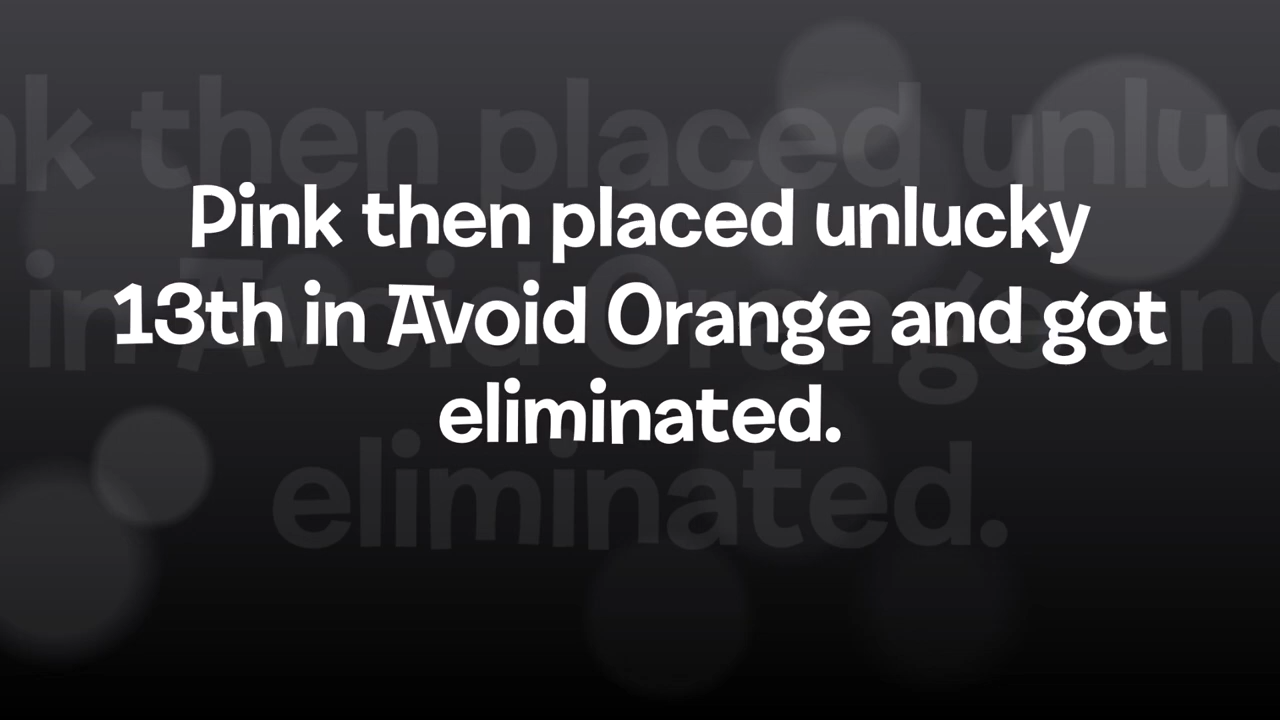 Pink then placed unlucky
13th in Avoid Orange and got
eliminated.